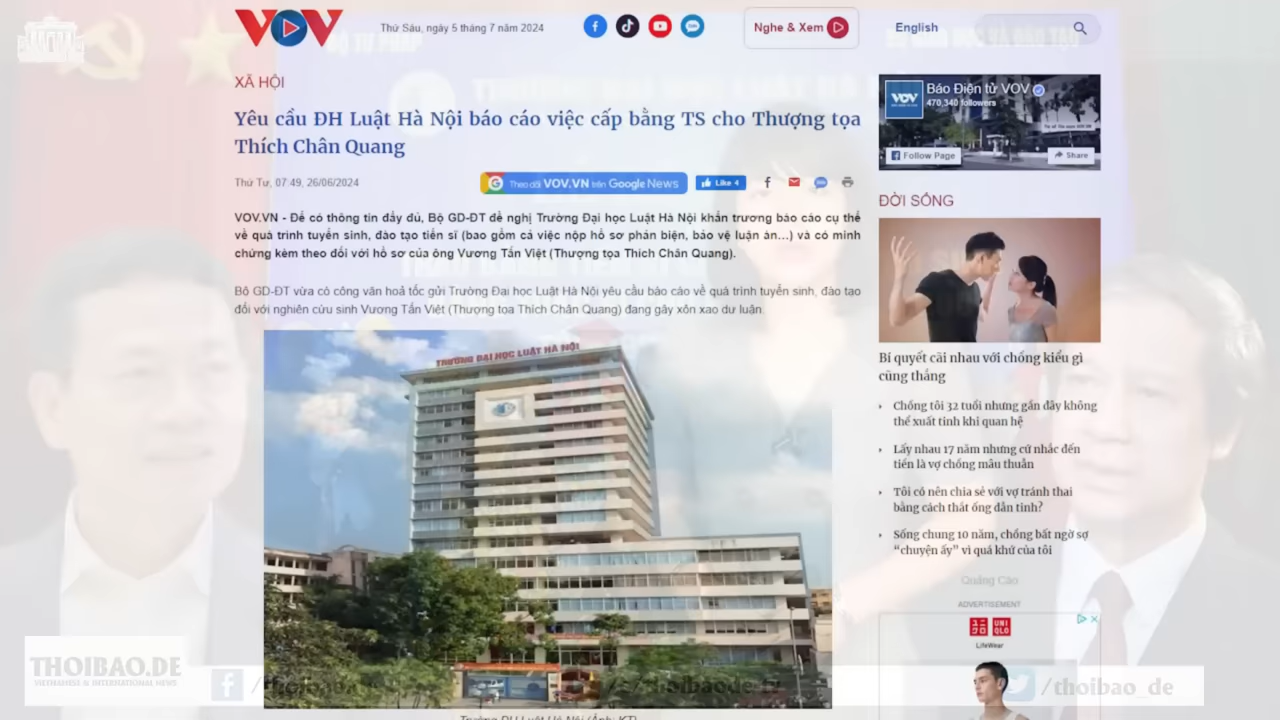 VOV
Thứ Sáu, ngày 5 tháng 7 năm 2024
Nghe & Xem
English
XÃ HỘI
Yêu cầu ĐH Luật Hà Nội báo cáo việc cấp bằng TS cho Thượng tọa
Thích Chân Quang
Thứ Tư, 07:49, 26/06/2024
Theo dõi VOV.VN trên Google News
Like 4
VOV.VN - Để có thông tin đầy đủ, Bộ GD-ĐT đề nghị Trường Đại học Luật Hà Nội khẩn trương báo cáo cụ thể
về quá trình tuyển sinh, đào tạo tiến sĩ (bao gồm cả việc nộp hồ sơ phản biện, bảo vệ luận án...) và có minh
chứng kèm theo đối với hồ sơ của ông Vương Tấn Việt (Thượng tọa Thích Chân Quang).
Bộ GD-ĐT vừa có công văn hoả tốc gửi Trường Đại học Luật Hà Nội yêu cầu báo cáo về quá trình tuyển sinh, đào tạo
đối với nghiên cứu sinh Vương Tấn Việt (Thượng tọa Thích Chân Quang) đang gây xôn xao dư luận.
TRƯỜNG ĐẠI HỌC LUẬT HÀ NỘI
Trường ĐH Luật Hà Nội (Ảnh: KT)
VOV
Báo Điện tử VOV
470,340 followers
Follow Page
Share
ĐỜI SỐNG
Bí quyết cãi nhau với chồng kiểu gì
cũng thắng
Chồng tôi 32 tuổi nhưng gần đây không
thể xuất tinh khi quan hệ
Lấy nhau 17 năm nhưng cứ nhắc đến
tiền là vợ chồng mâu thuẫn
Tôi có nên chia sẻ với vợ tránh thai
bằng cách thắt ống dẫn tinh?
Sống chung 10 năm, chồng bất ngờ sợ
“chuyện ấy” vì quá khứ của tôi
Quảng Cáo
ADVERTISEMENT
UNI
QLO
LifeWear
THOIBAO.DE
VIETNAMESE & INTERNATIONAL NEWS
/thoibao_de